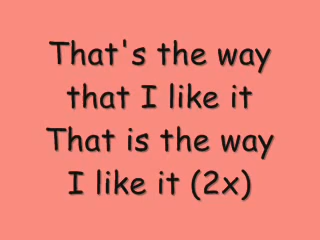 That's the way
that I like it
That is the way
I like it (2x)